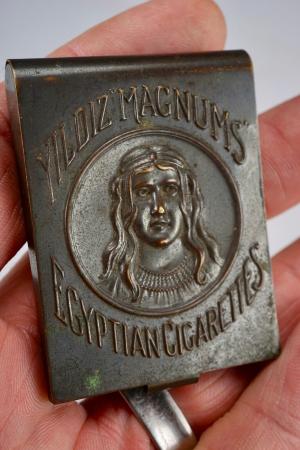 YILDIZ "MAGNUMS"
EGYPTIAN CIGARETTES